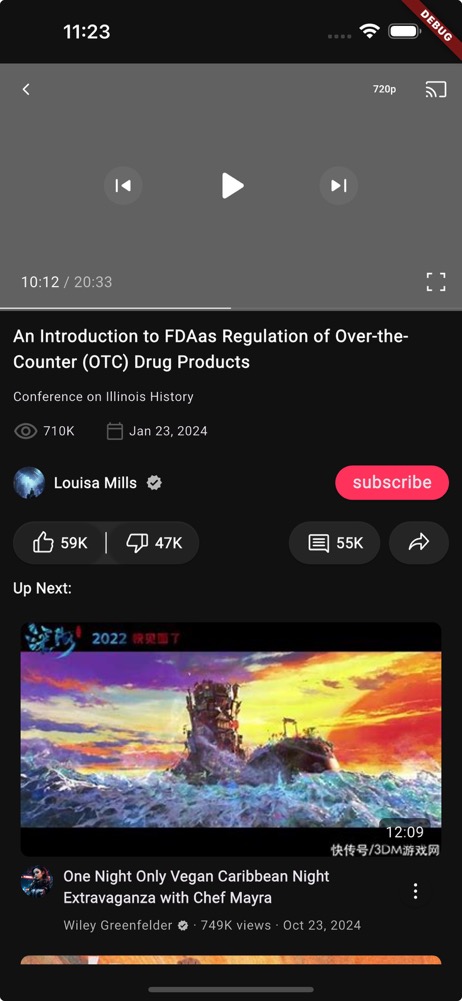 11:23
DEBUG
720p
10:12 / 20:33
An Introduction to FDAas Regulation of Over-the-
Counter (OTC) Drug Products
Conference on Illinois History
710K
Jan 23, 2024
Louisa Mills
subscribe
59K
47K
55K
Up Next:
深海
2022
12:09
快传号/3DM游戏网
One Night Only Vegan Caribbean Night
Extravaganza with Chef Mayra
Wiley Greenfelder · 749K views · Oct 23, 2024